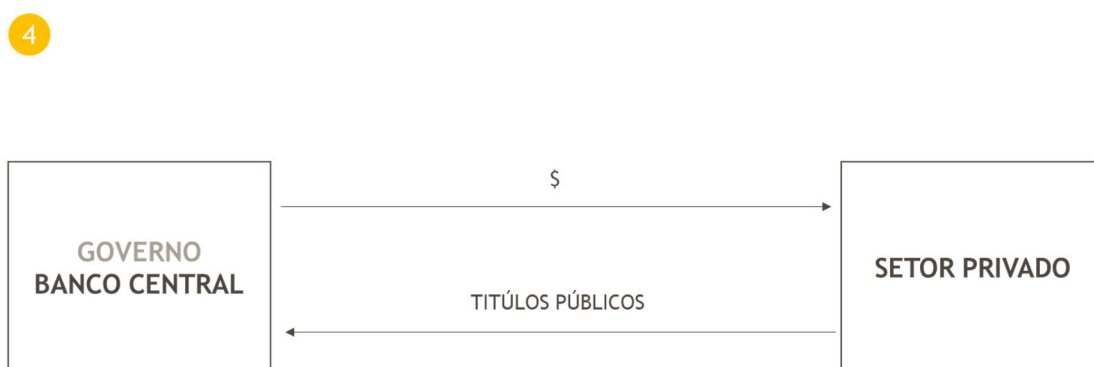 4
$
GOVERNO
BANCO CENTRAL
SETOR PRIVADO
TITÚLOS PÚBLICOS